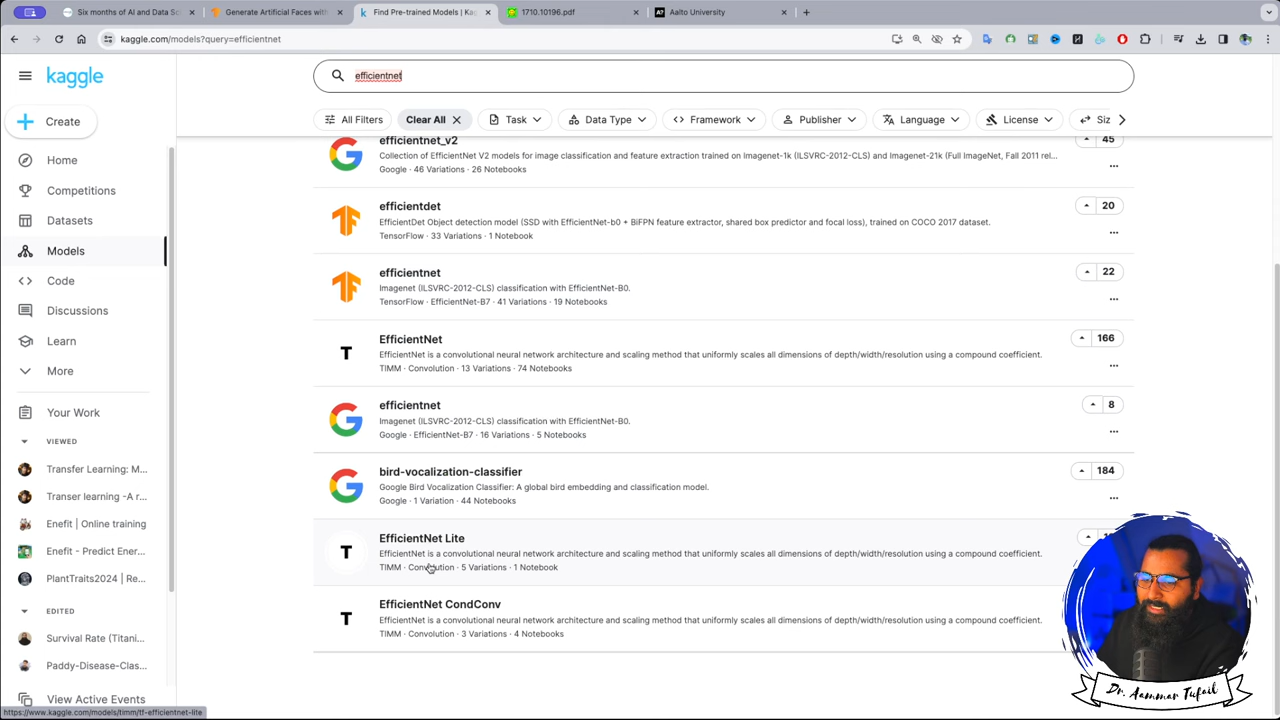 Six months of AI and Data Sc
Generate Artificial Faces with
Find Pre-trained Models | Kag
1710.10196.pdf
Aalto University
kaggle.com/models?query=efficientnet
kaggle
efficientnet
Create
All Filters
Clear All
Task
Data Type
Framework
Publisher
Language
License
Siz
Home
Competitions
Datasets
Models
Code
Discussions
Learn
More
Your Work
VIEWED
Transfer Learning: M...
Transer learning -A r...
Enefit | Online training
Enefit - Predict Ener...
PlantTraits2024 | Re...
EDITED
Survival Rate (Titani...
Paddy-Disease-Clas...
View Active Events
https://www.kaggle.com/models/timm/tf-efficientnet-lite
efficientnet_v2
45
Collection of EfficientNet V2 models for image classification and feature extraction trained on Imagenet-1k (ILSVRC-2012-CLS) and Imagenet-21k (Full ImageNet, Fall 2011 rel...
Google · 46 Variations · 26 Notebooks
efficientdet
20
EfficientDet Object detection model (SSD with EfficientNet-b0 + BiFPN feature extractor, shared box predictor and focal loss), trained on COCO 2017 dataset.
TensorFlow · 33 Variations · 1 Notebook
efficientnet
22
Imagenet (ILSVRC-2012-CLS) classification with EfficientNet-B0.
TensorFlow · EfficientNet-B7 · 41 Variations · 19 Notebooks
T
EfficientNet
166
EfficientNet is a convolutional neural network architecture and scaling method that uniformly scales all dimensions of depth/width/resolution using a compound coefficient.
TIMM · Convolution · 13 Variations · 74 Notebooks
efficientnet
8
Imagenet (ILSVRC-2012-CLS) classification with EfficientNet-B0.
Google · EfficientNet-B7 · 16 Variations · 5 Notebooks
bird-vocalization-classifier
184
Google Bird Vocalization Classifier: A global bird embedding and classification model.
Google · 1 Variation · 44 Notebooks
T
EfficientNet Lite
EfficientNet is a convolutional neural network architecture and scaling method that uniformly scales all dimensions of depth/width/resolution using a compound coefficient.
TIMM · Convolution · 5 Variations · 1 Notebook
T
EfficientNet CondConv
EfficientNet is a convolutional neural network architecture and scaling method that uniformly scales all dimensions of depth/width/resolution using a compound coefficient.
TIMM · Convolution · 3 Variations · 4 Notebooks
Dr. Aammar Tufail